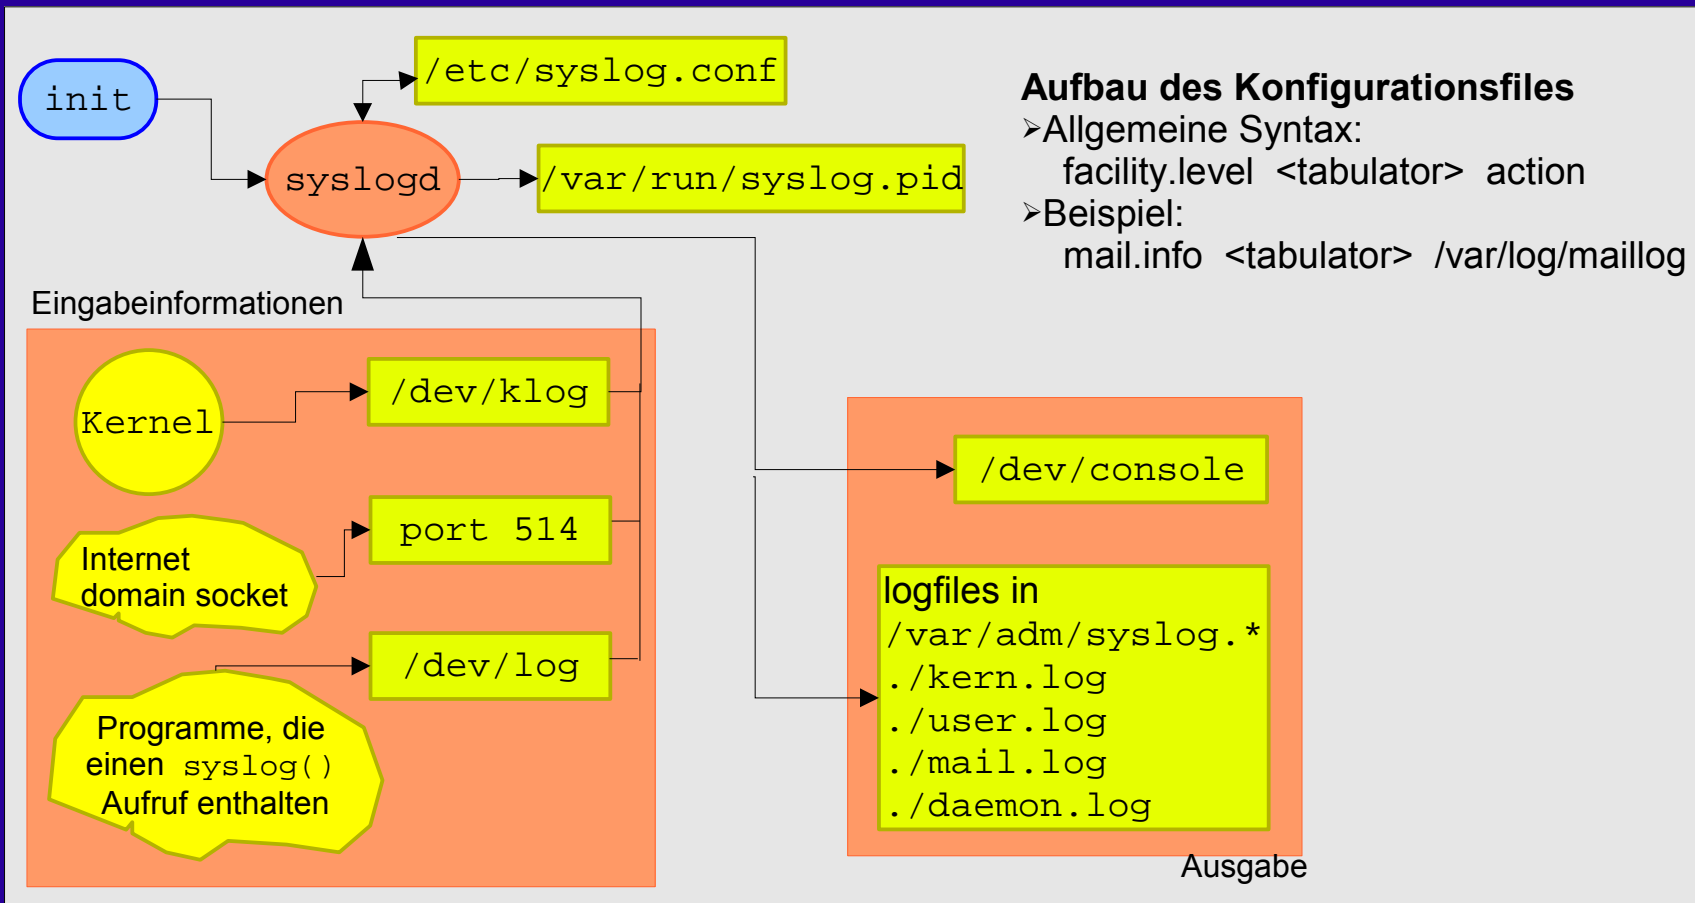 init
/etc/syslog.conf
syslogd
/var/run/syslog.pid
Aufbau des Konfigurationsfiles
➢Allgemeine Syntax:
facility.level <tabulator> action
➢Beispiel:
mail.info <tabulator> /var/log/maillog
Eingabeinformationen
Kernel
/dev/klog
Internet
domain socket
port 514
Programme, die
einen syslog()
Aufruf enthalten
/dev/log
/dev/console
logfiles in
/var/adm/syslog.*
./kern.log
./user.log
./mail.log
./daemon.log
Ausgabe